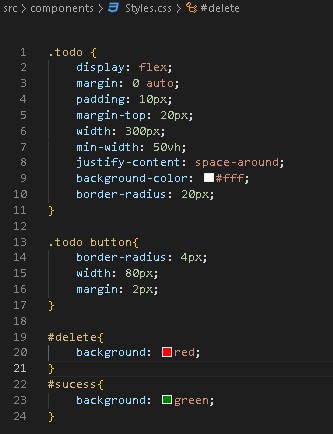 src > components > Styles.css > #delete
1 .todo {
2 display: flex;
3 margin: 0 auto;
4 padding: 10px;
5 margin-top: 20px;
6 width: 300px;
7 min-width: 50vh;
8 justify-content: space-around;
9 background-color: #fff;
10 border-radius: 20px;
11 }
12
13 .todo button{
14 border-radius: 4px;
15 width: 80px;
16 margin: 2px;
17 }
18
19 #delete{
20 background: red;
21 }
22 #sucess{
23 background: green;
24 }